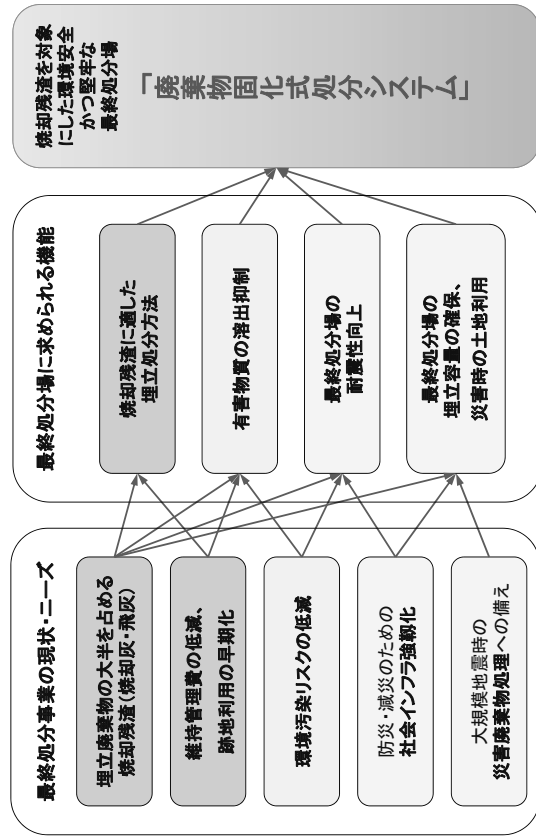 最終処分事業の現状・ニーズ
埋立廃棄物の大半を占める
焼却残渣（焼却灰・飛灰）
維持管理費の低減、
跡地利用の早期化
環境汚染リスクの低減
防災・減災のための
社会インフラ強靱化
大規模地震時の
災害廃棄物処理への備え
最終処分場に求められる機能
焼却残渣に適した
埋立処分方法
有害物質の溶出抑制
最終処分場の
耐震性向上
最終処分場の
埋立容量の確保、
災害時の土地利用
焼却残渣を対象
にした環境安全
かつ堅牢な
最終処分場
「廃棄物固化式処分システム」